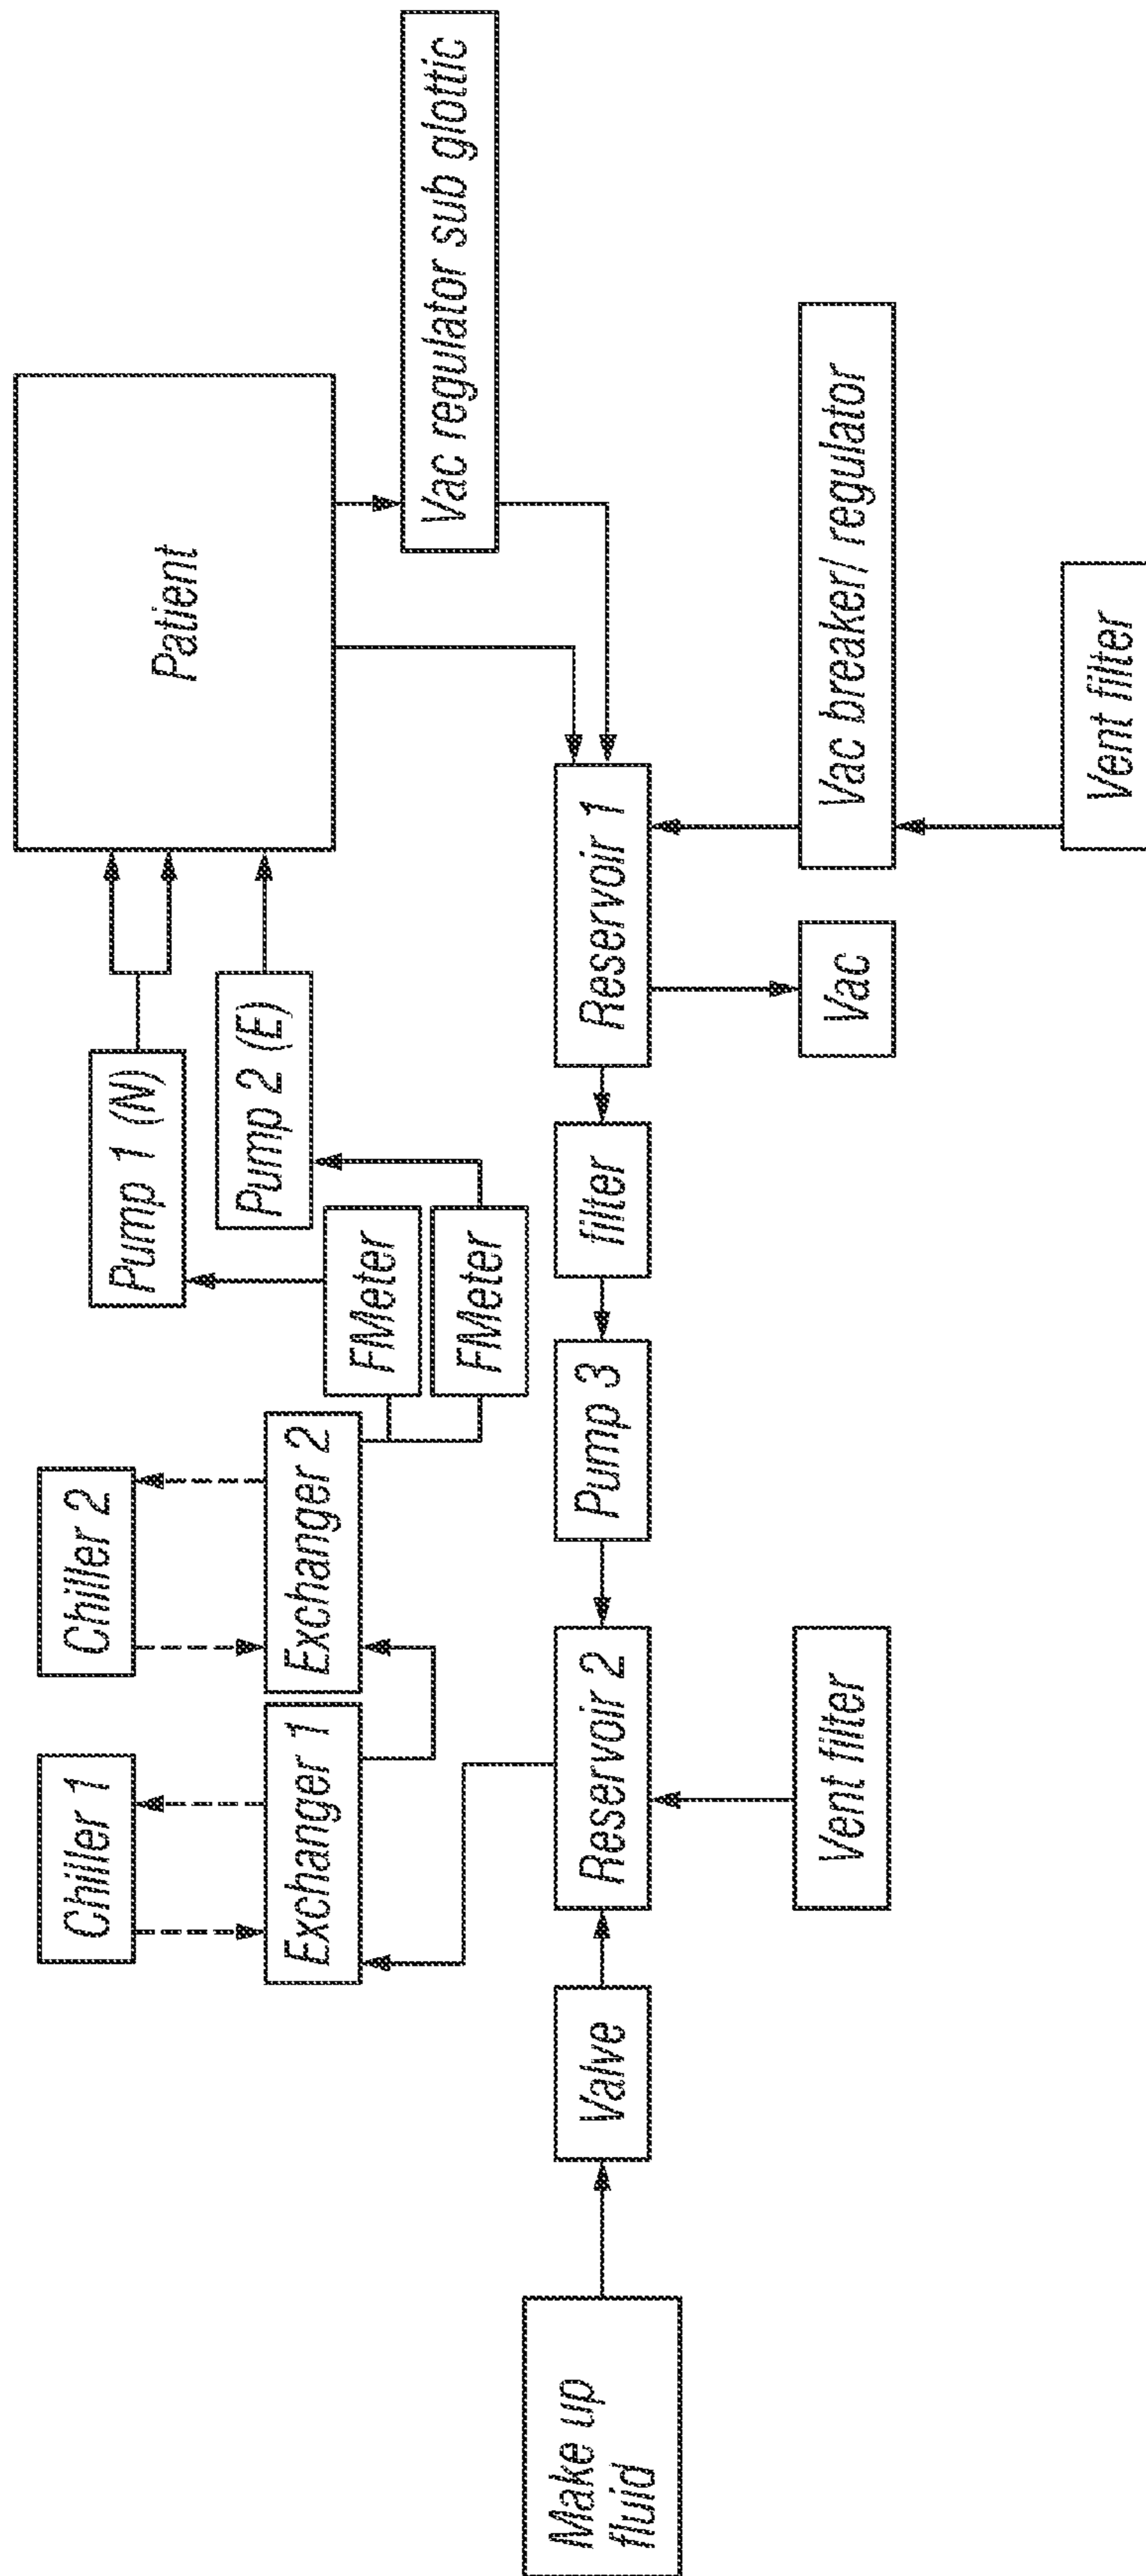 Chiller 1
Chiller 2
Pump 1 (N)
Patient
Exchanger 1
Exchanger 2
Pump 2 (E)
FMeter
FMeter
Vac regulator sub glottic
Make up
fluid
Valve
Reservoir 2
Pump 3
filter
Reservoir 1
Vent filter
Vac
Vac breaker/ regulator
Vent filter